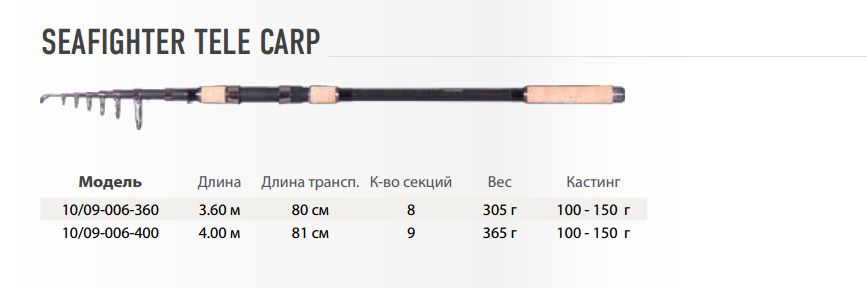 SEAFIGHTER TELE CARP
Модель Длина Длина трансп. К-во секций Вес Кастинг
10/09-006-360 3.60 м 80 см 8 305 г 100 - 150 г
10/09-006-400 4.00 м 81 см 9 365 г 100 - 150 г